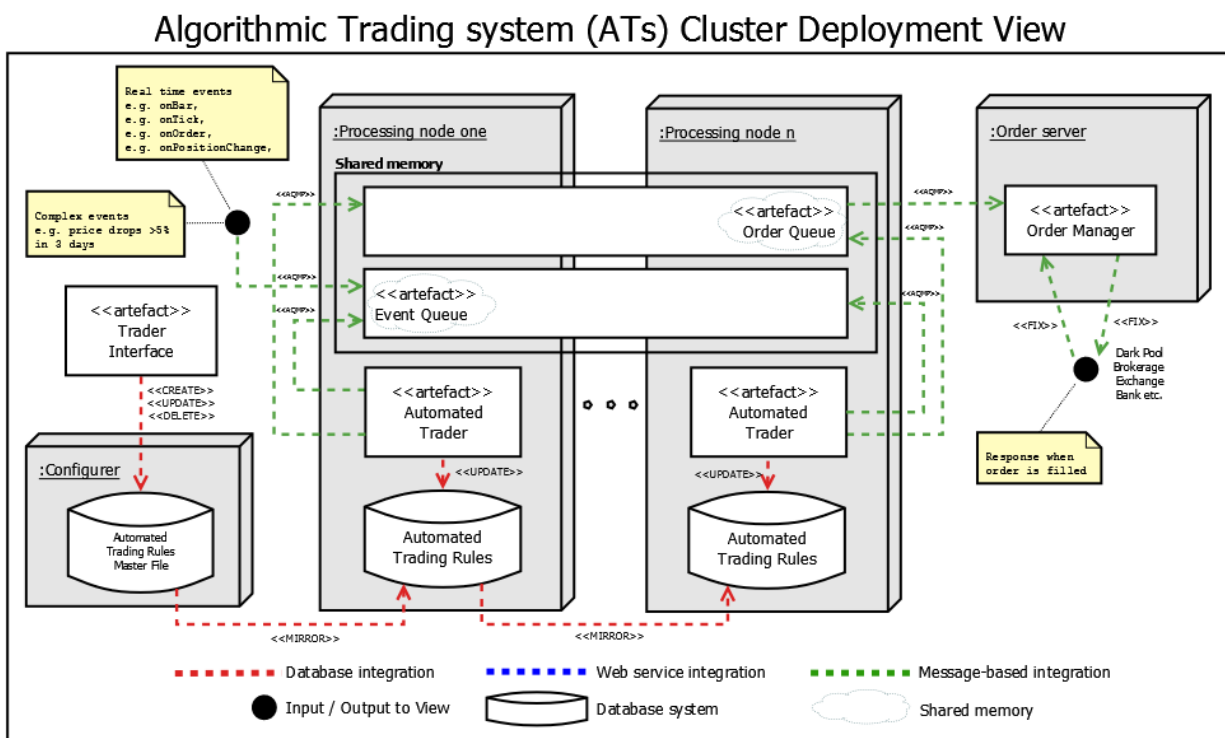 Algorithmic Trading system (ATs) Cluster Deployment View
Real time events
e.g. onBar,
e.g. onTick,
e.g. onOrder,
e.g. onPositionChange,
Complex events
e.g. price drops >5%
in 3 days
<<artefact>>
Trader
Interface
<<CREATE>>
<<UPDATE>>
<<DELETE>>
:Configurer
Automated
Trading Rules
Master File
<<MIRROR>>
:Processing node one
Shared memory
<<AQMP>>
<<AQMP>>
<<AQMP>>
<<artefact>>
Event Queue
<<artefact>>
Automated
Trader
<<UPDATE>>
Automated
Trading Rules
<<MIRROR>>
:Processing node n
<<artefact>>
Order Queue
<<AQMP>>
<<AQMP>>
<<AQMP>>
<<artefact>>
Automated
Trader
<<UPDATE>>
Automated
Trading Rules
:Order server
<<artefact>>
Order Manager
<<FIX>>
<<FIX>>
Dark Pool
Brokerage
Exchange
Bank etc.
Response when
order is filled
Database integration
Web service integration
Message-based integration
Input / Output to View
Database system
Shared memory